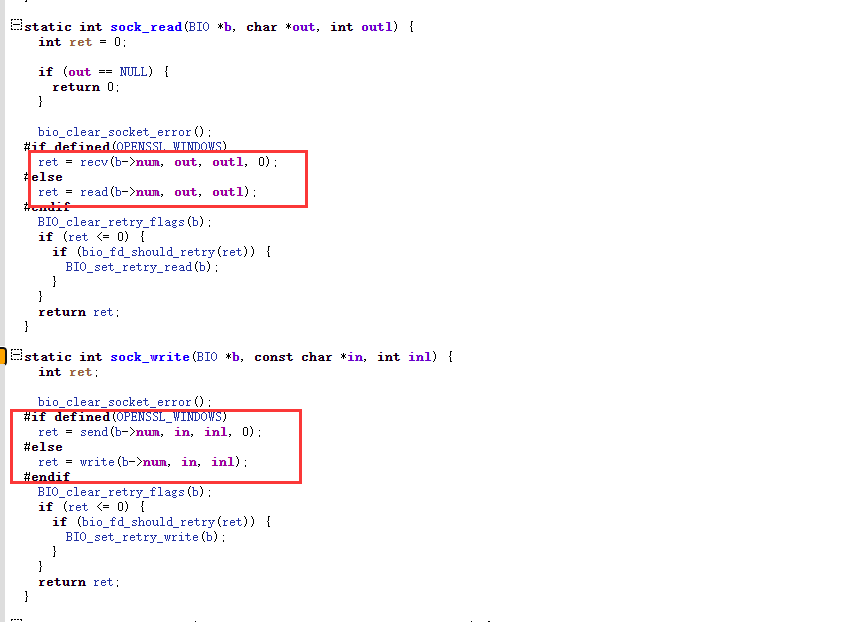 static int sock_read(BIO *b, char *out, int outl) {
  int ret = 0;

  if (out == NULL) {
    return 0;
  }

  bio_clear_socket_error();
#if defined(OPENSSL_WINDOWS)
  ret = recv(b->num, out, outl, 0);
#else
  ret = read(b->num, out, outl);
#endif
  BIO_clear_retry_flags(b);
  if (ret <= 0) {
    if (bio_fd_should_retry(ret)) {
      BIO_set_retry_read(b);
    }
  }
  return ret;
}

static int sock_write(BIO *b, const char *in, int inl) {
  int ret;

  bio_clear_socket_error();
#if defined(OPENSSL_WINDOWS)
  ret = send(b->num, in, inl, 0);
#else
  ret = write(b->num, in, inl);
#endif
  BIO_clear_retry_flags(b);
  if (ret <= 0) {
    if (bio_fd_should_retry(ret)) {
      BIO_set_retry_write(b);
    }
  }
  return ret;
}